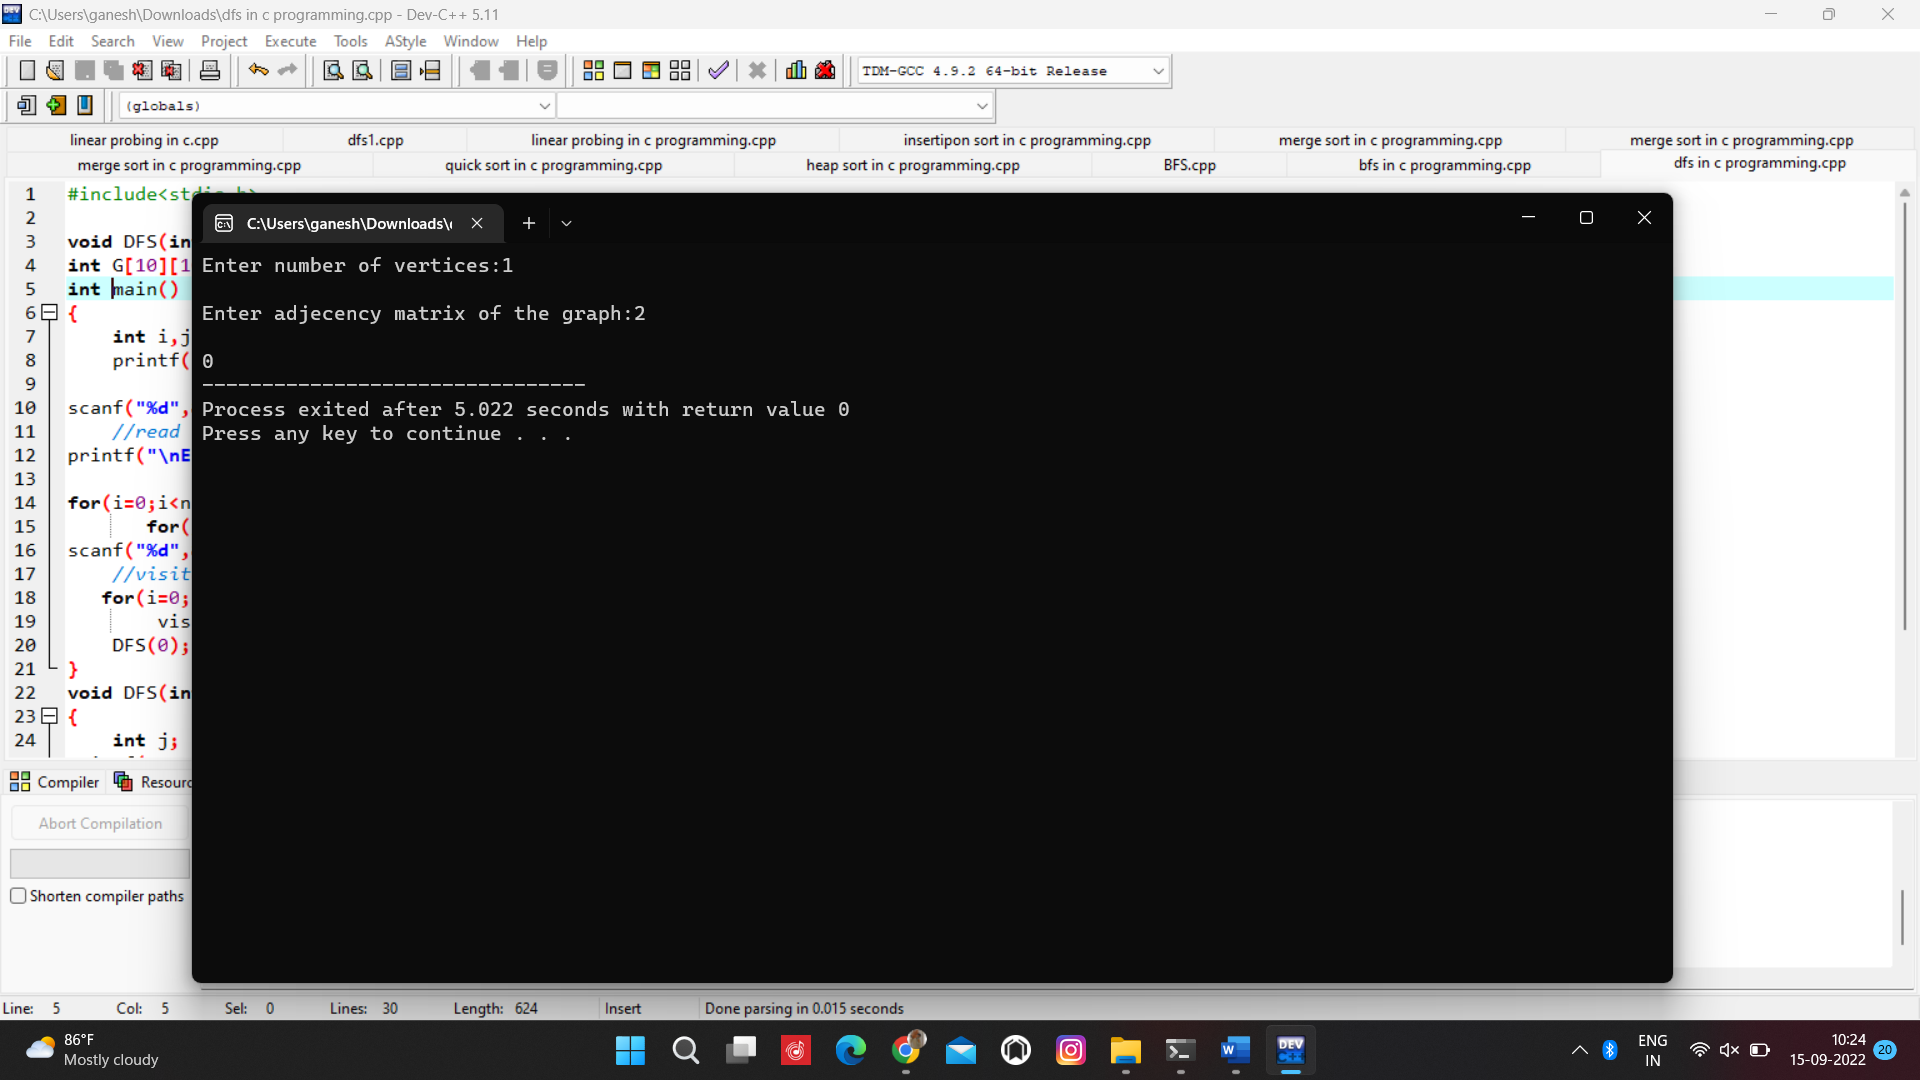 C:\Users\ganesh\Downloads\dfs in c programming.cpp - Dev-C++ 5.11
File Edit Search View Project Execute Tools AStyle Window Help
TDM-GCC 4.9.2 64-bit Release
(globals)
linear probing in c.cpp dfs1.cpp linear probing in c programming.cpp insertipon sort in c programming.cpp merge sort in c programming.cpp merge sort in c programming.cpp
merge sort in c programming.cpp quick sort in c programming.cpp heap sort in c programming.cpp BFS.cpp bfs in c programming.cpp dfs in c programming.cpp
1 #include<stdio.h>
2
3 void DFS(in
4 int G[10][1
5 int main()
6 {
7 int i,j
8 printf(
9
10 scanf("%d",
11 //read
12 printf("\nE
13
14 for(i=0;i<n
15 for(
16 scanf("%d",
17 //visit
18 for(i=0;
19 vis
20 DFS(0);
21 }
22 void DFS(in
23 {
24 int j;
C:\Users\ganesh\Downloads\
Enter number of vertices:1
Enter adjecency matrix of the graph:2
0
--------------------------------
Process exited after 5.022 seconds with return value 0
Press any key to continue . . .
Compiler Resourc
Abort Compilation
Shorten compiler paths
Line: 5 Col: 5 Sel: 0 Lines: 30 Length: 624 Insert Done parsing in 0.015 seconds
86°F
Mostly cloudy
DEV
C++
ENG
IN
10:24
15-09-2022
20